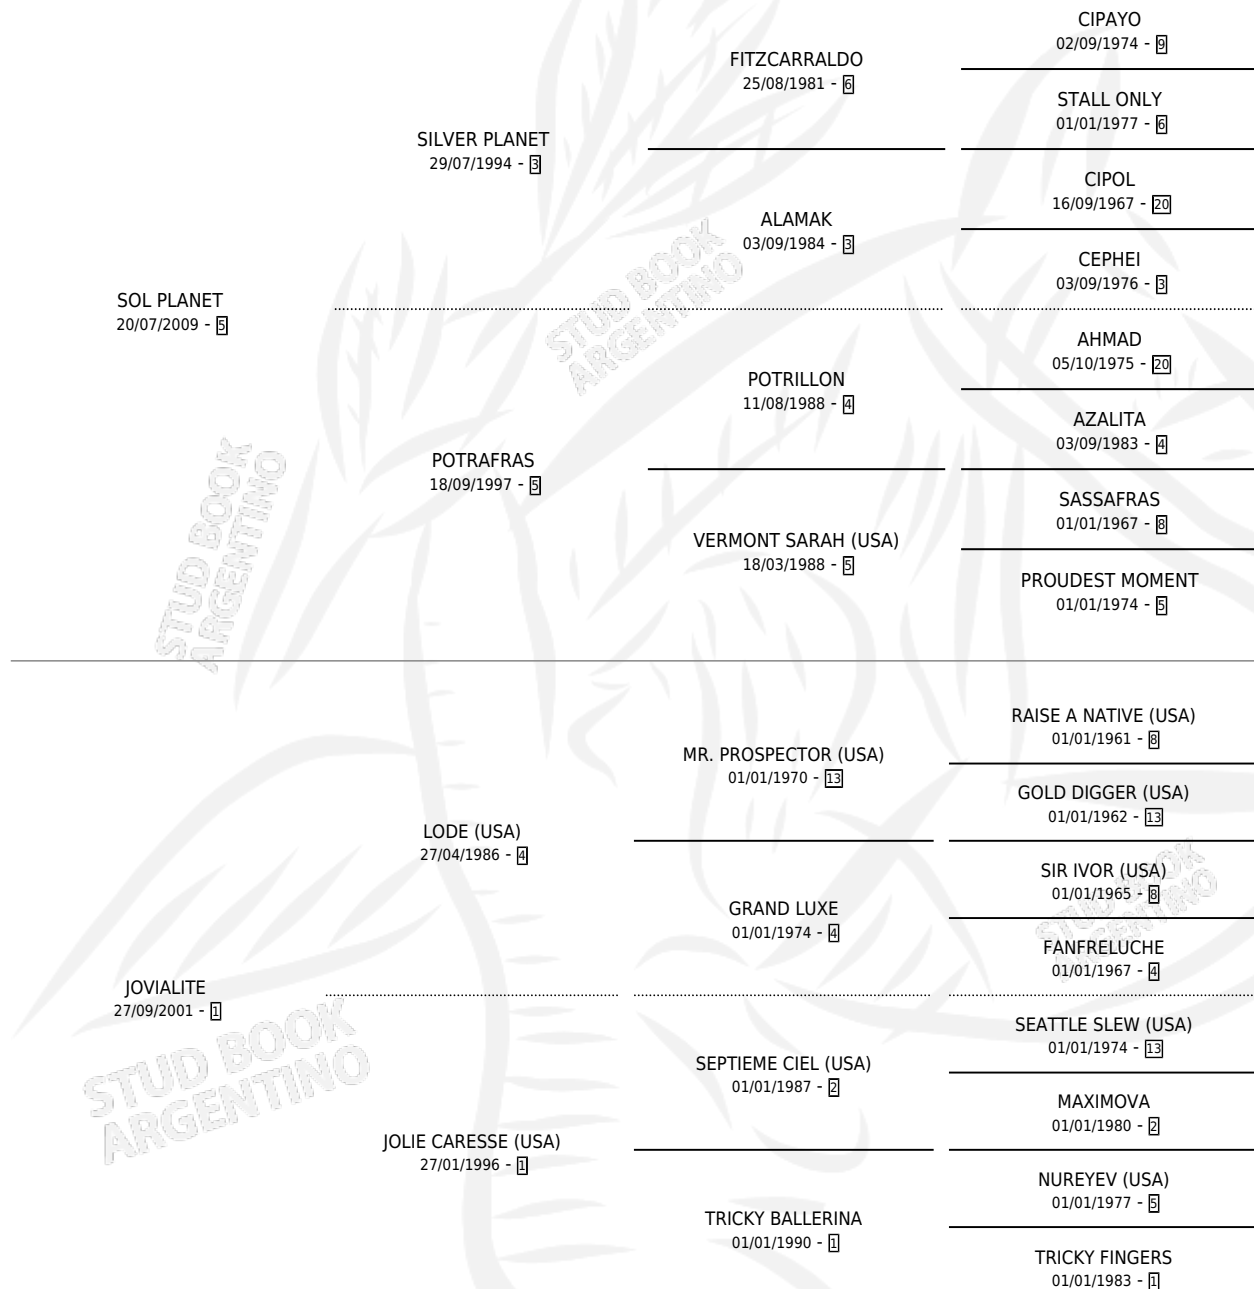 CIPAYO
02/09/1974 - 9
FITZCARRALDO
25/08/1981 - 6
STALL ONLY
01/01/1977 - 6
SILVER PLANET
29/07/1994 - 3
CIPOL
16/09/1967 - 20
ALAMAK
03/09/1984 - 3
CEPHEI
03/09/1976 - 3
SOL PLANET
20/07/2009 - 5
AHMAD
05/10/1975 - 20
POTRILLON
11/08/1988 - 4
AZALITA
03/09/1983 - 4
POTRAFRAS
18/09/1997 - 5
SASSAFRAS
01/01/1967 - 8
VERMONT SARAH (USA)
18/03/1988 - 5
PROUDEST MOMENT
01/01/1974 - 5
RAISE A NATIVE (USA)
01/01/1961 - 8
MR. PROSPECTOR (USA)
01/01/1970 - 13
GOLD DIGGER (USA)
01/01/1962 - 13
LODE (USA)
27/04/1986 - 4
SIR IVOR (USA)
01/01/1965 - 8
GRAND LUXE
01/01/1974 - 4
FANFRELUCHE
01/01/1967 - 4
JOVIALITE
27/09/2001 - 1
SEATTLE SLEW (USA)
01/01/1974 - 13
SEPTIEME CIEL (USA)
01/01/1987 - 2
MAXIMOVA
01/01/1980 - 2
JOLIE CARESSE (USA)
27/01/1996 - 1
NUREYEV (USA)
01/01/1977 - 5
TRICKY BALLERINA
01/01/1990 - 1
TRICKY FINGERS
01/01/1983 - 1
STUD BOOK
ARGENTINO
STUD BOOK
ARGENTINO
STUD BOOK
ARGENTINO
STUD BOOK
ARGENTINO